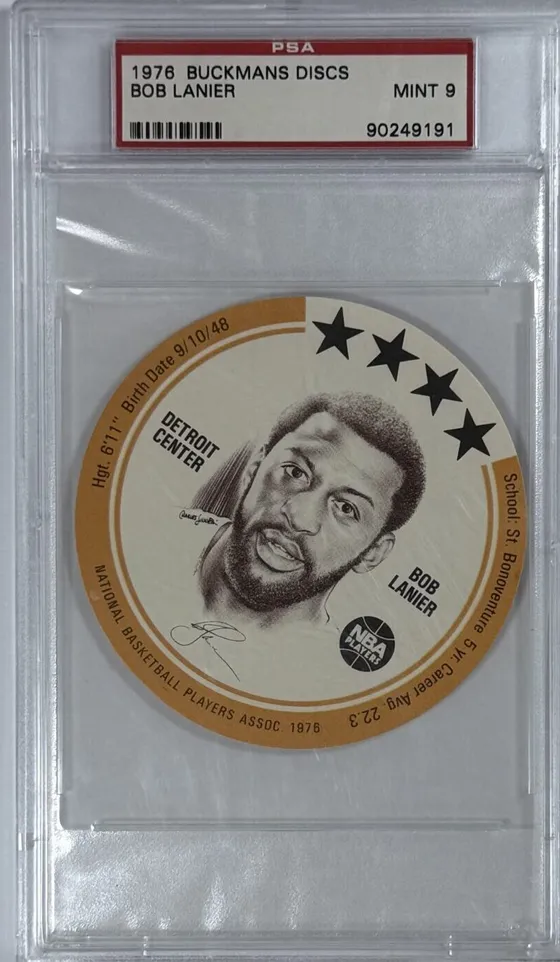 PSA
1976 BUCKMANS DISCS
BOB LANIER MINT 9
90249191
Hgt. 6'11" Birth Date 9/10/48
DETROIT
CENTER
BOB
LANIER
NBA
PLAYERS
School: St. Bonaventure 5 yr. Career Avg. 22.3
NATIONAL BASKETBALL PLAYERS ASSOC. 1976